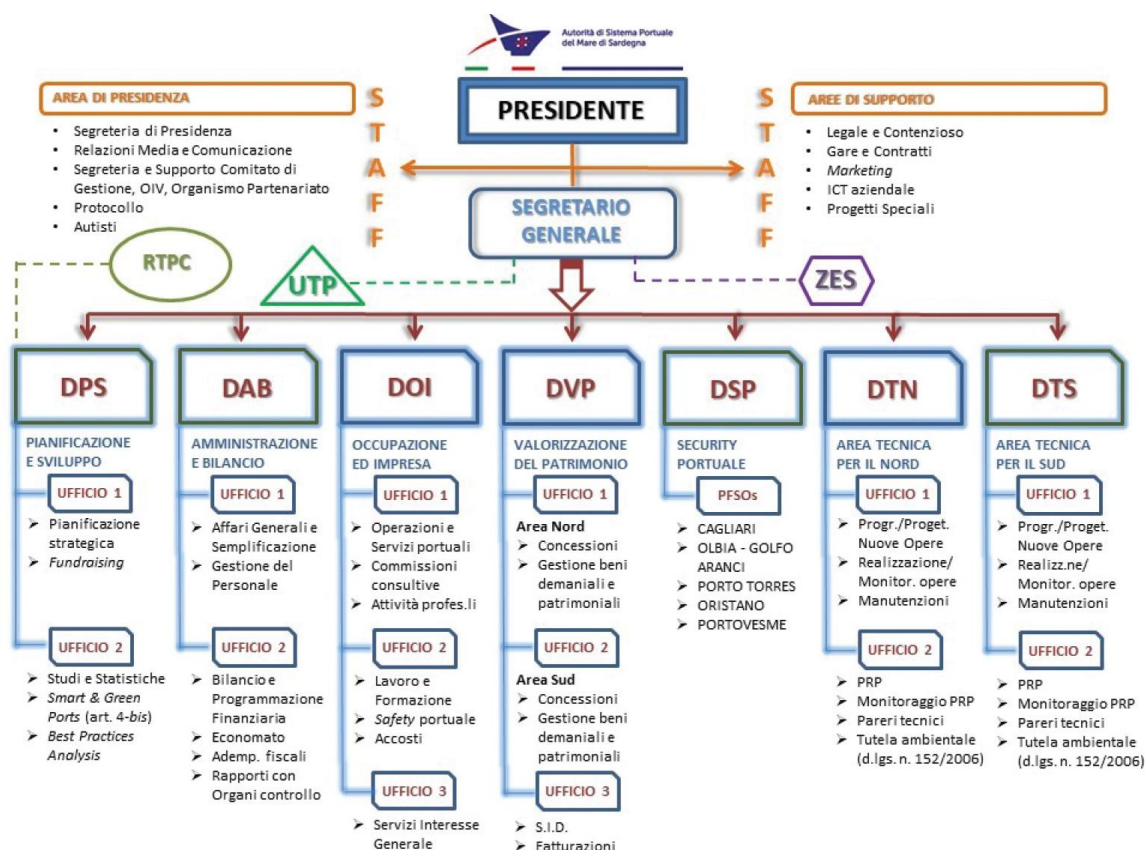 Autorità di Sistema Portuale
del Mare di Sardegna
PRESIDENTE
AREA DI PRESIDENZA
• Segreteria di Presidenza
• Relazioni Media e Comunicazione
• Segreteria e Supporto Comitato di
Gestione, OIV, Organismo Partenariato
• Protocollo
• Autisti
STAFF
STAFF
AREE DI SUPPORTO
• Legale e Contenzioso
• Gare e Contratti
• Marketing
• ICT aziendale
• Progetti Speciali
SEGRETARIO
GENERALE
RTPC
UTP
ZES
DPS
PIANIFICAZIONE
E SVILUPPO
UFFICIO 1
➢ Pianificazione
strategica
➢ Fundraising
UFFICIO 2
➢ Studi e Statistiche
➢ Smart & Green
Ports (art. 4-bis)
➢ Best Practices
Analysis
DAB
AMMINISTRAZIONE
E BILANCIO
UFFICIO 1
➢ Affari Generali e
Semplificazione
➢ Gestione del
Personale
UFFICIO 2
➢ Bilancio e
Programmazione
Finanziaria
➢ Economato
➢ Ademp. fiscali
➢ Rapporti con
Organi controllo
DOI
OCCUPAZIONE
ED IMPRESA
UFFICIO 1
➢ Operazioni e
Servizi portuali
➢ Commissioni
consultive
➢ Attività profes.li
UFFICIO 2
➢ Lavoro e
Formazione
➢ Safety portuale
➢ Accosti
UFFICIO 3
➢ Servizi Interesse
Generale
DVP
VALORIZZAZIONE
DEL PATRIMONIO
UFFICIO 1
Area Nord
➢ Concessioni
➢ Gestione beni
demaniali e
patrimoniali
UFFICIO 2
Area Sud
➢ Concessioni
➢ Gestione beni
demaniali e
patrimoniali
UFFICIO 3
➢ S.I.D.
➢ Fatturazioni
DSP
SECURITY
PORTUALE
PFSOs
➢ CAGLIARI
➢ OLBIA - GOLFO
ARANCI
➢ PORTO TORRES
➢ ORISTANO
➢ PORTOVESME
DTN
AREA TECNICA
PER IL NORD
UFFICIO 1
➢ Progr./Proget.
Nuove Opere
➢ Realizzazione/
Monitor. opere
➢ Manutenzioni
UFFICIO 2
➢ PRP
➢ Monitoraggio PRP
➢ Pareri tecnici
➢ Tutela ambientale
(d.lgs. n. 152/2006)
DTS
AREA TECNICA
PER IL SUD
UFFICIO 1
➢ Progr./Proget.
Nuove Opere
➢ Realizz.ne/
Monitor. opere
➢ Manutenzioni
UFFICIO 2
➢ PRP
➢ Monitoraggio PRP
➢ Pareri tecnici
➢ Tutela ambientale
(d.lgs. n. 152/2006)